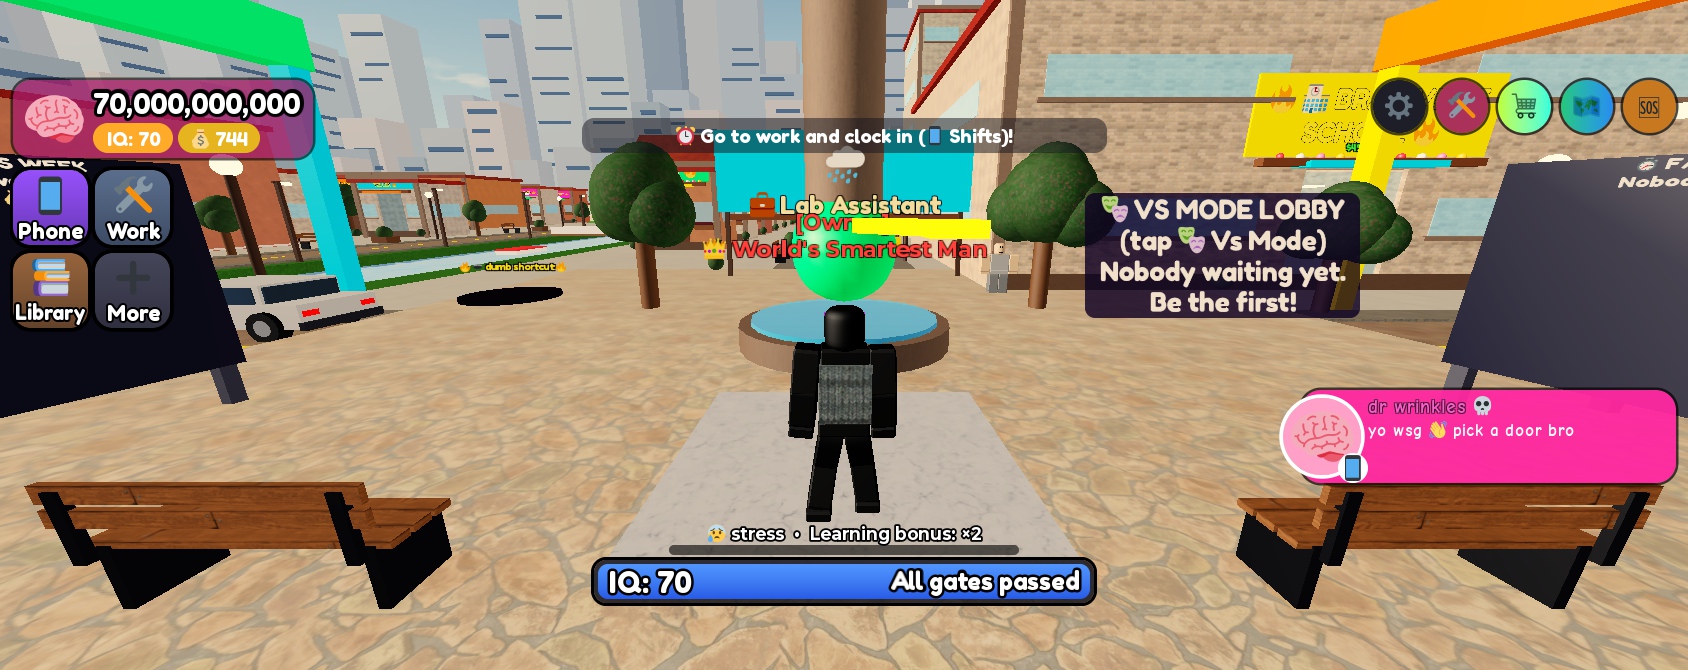 70,000,000,000
IQ: 70
744
S WEEK
Phone
Work
Library
More
Go to work and clock in ( Shifts)!
Lab Assistant
World's Smartest Man
dumb shortcut
SOS
VS MODE LOBBY
(tap Vs Mode)
Nobody waiting yet.
Be the first!
dr wrinkles
yo wsg 👋 pick a door bro
stress • Learning bonus: ×2
IQ: 70
All gates passed